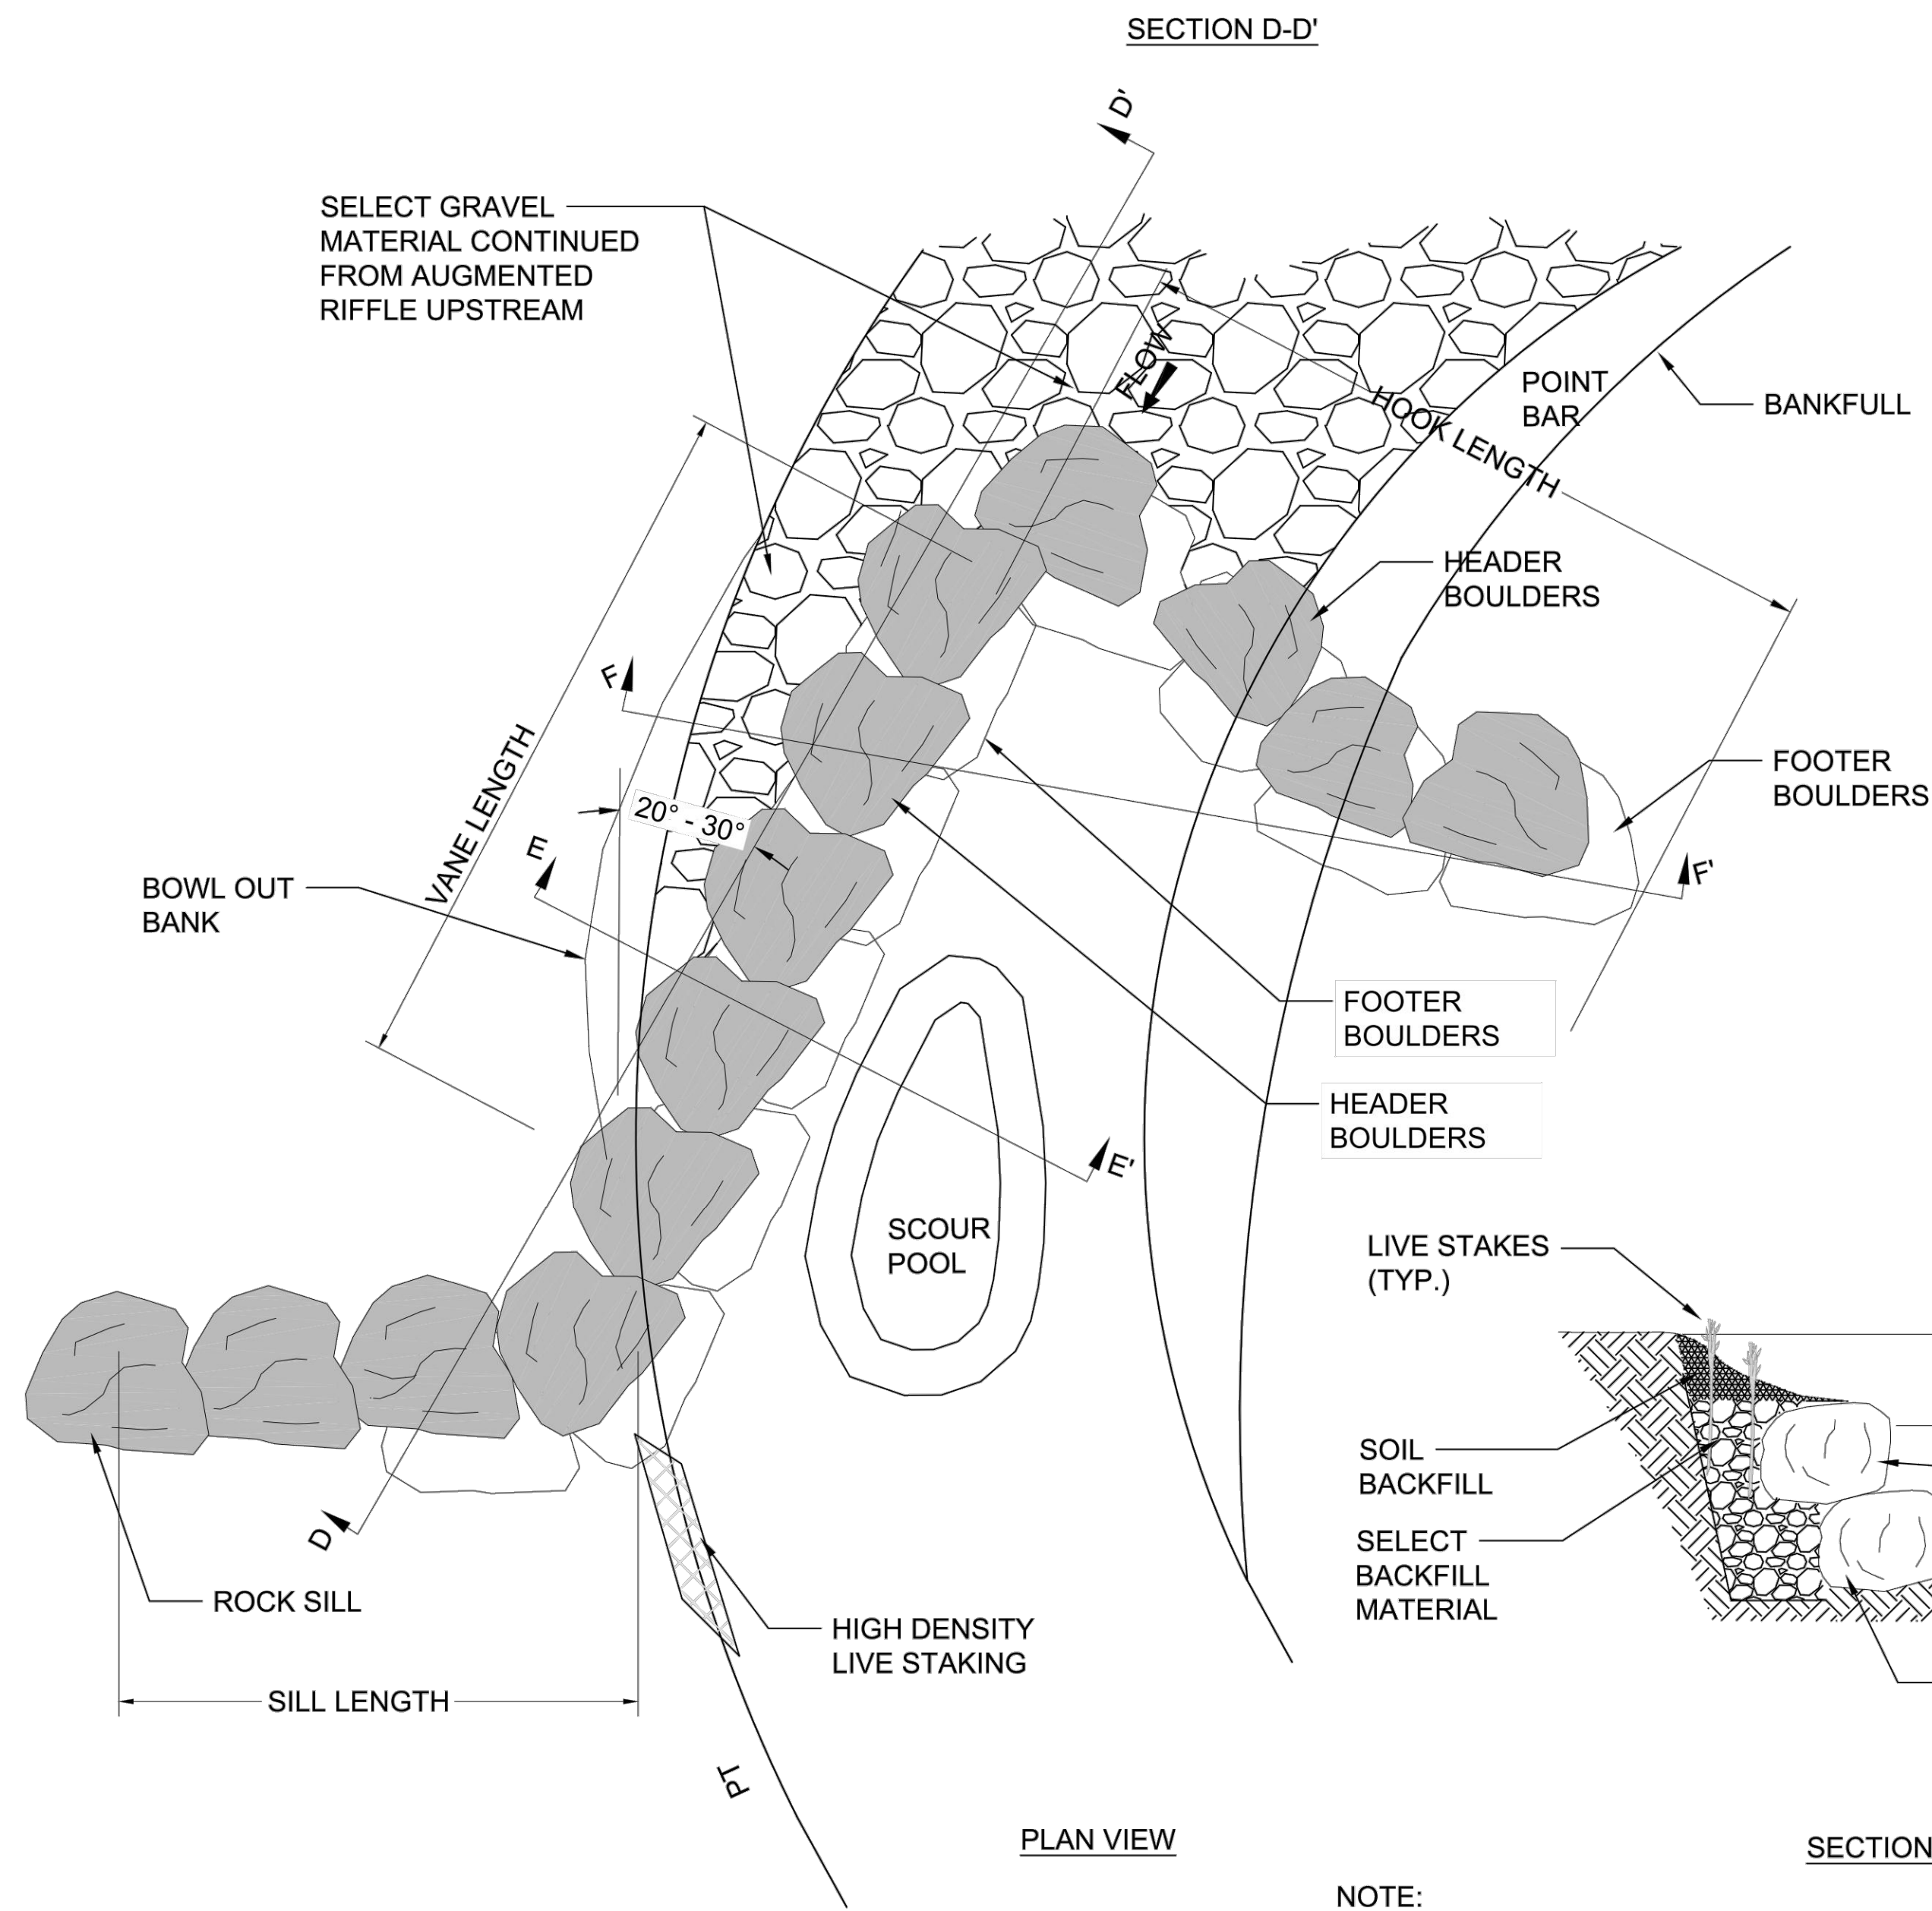 SECTION D-D'
D'
SELECT GRAVEL
MATERIAL CONTINUED
FROM AUGMENTED
RIFFLE UPSTREAM
FLOW
HOOK LENGTH
POINT
BAR
BANKFULL
HEADER
BOULDERS
F
VANE LENGTH
FOOTER
BOULDERS
20° - 30°
E
F'
BOWL OUT
BANK
FOOTER
BOULDERS
HEADER
BOULDERS
E'
SCOUR
POOL
LIVE STAKES
(TYP.)
SOIL
BACKFILL
SELECT
BACKFILL
MATERIAL
D
ROCK SILL
HIGH DENSITY
LIVE STAKING
SILL LENGTH
PT
PLAN VIEW
SECTION
NOTE: